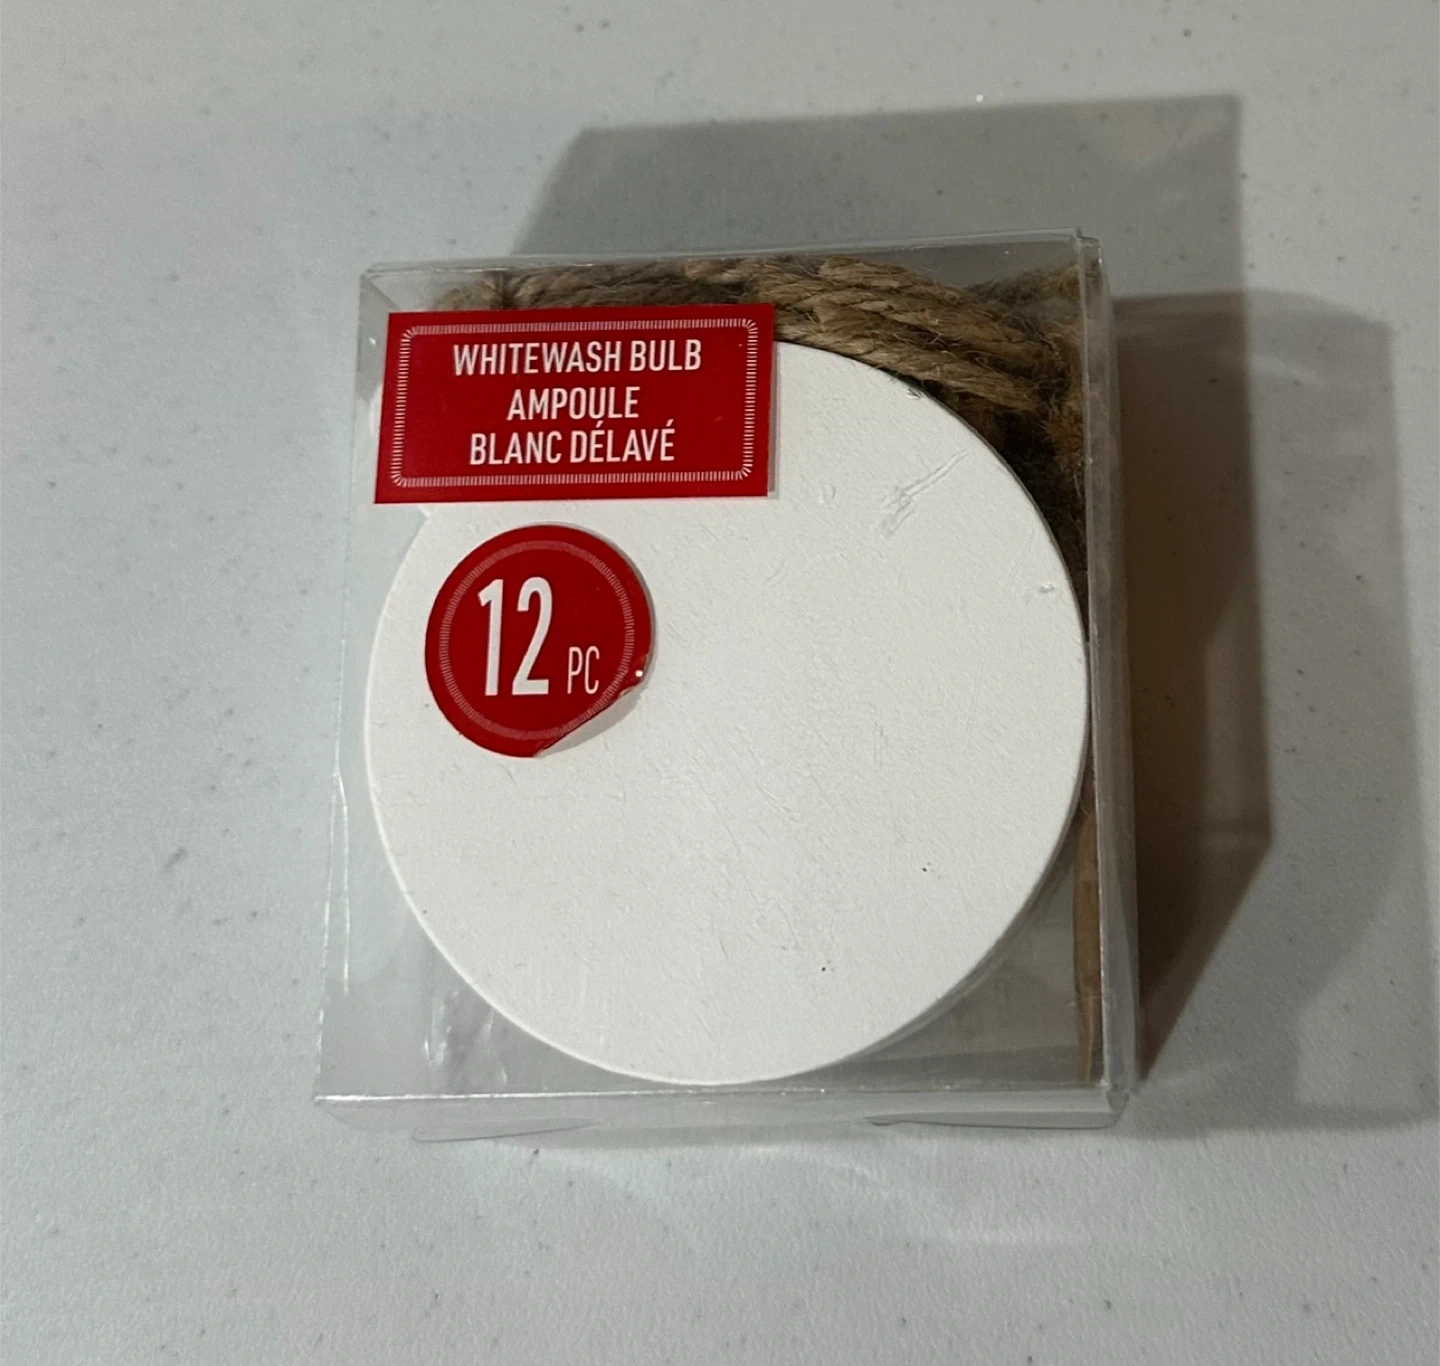 WHITEWASH BULB
AMPOULE
BLANC DÉLAVÉ
12 PC